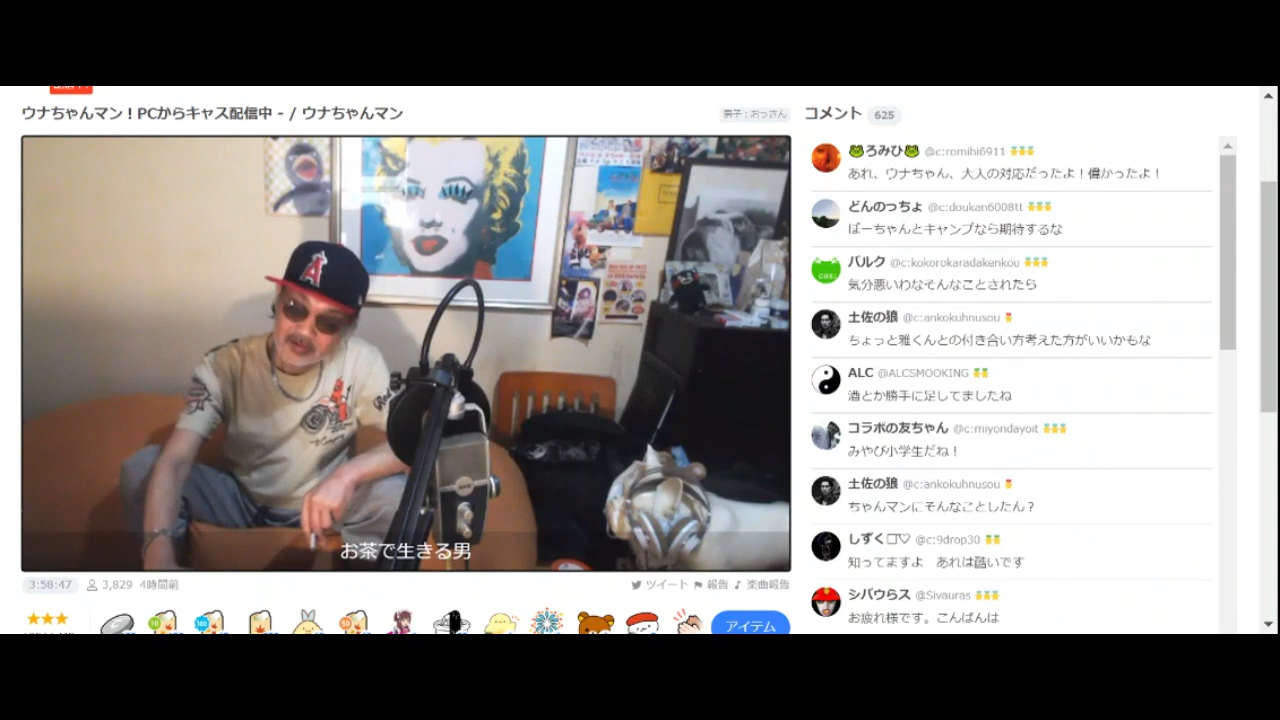 ウナちゃんマン！PCからキャス配信中 - / ウナちゃんマン
男子：おっさん
A
お茶で生きる男
3:58:47 3,829 4時間前
ツイート 報告 楽曲報告
10
100
50
アイテム
コメント 625
🐸ろみひ🐸 @c:romihi6911
あれ、ウナちゃん、大人の対応だったよ！偉かったよ！
どんのっちょ @c:doukan6008tt
ばーちゃんとキャンプなら期待するな
バルク @c:kokorokaradakenkou
cas:
気分悪いわなそんなことされたら
土佐の狼 @c:ankokuhnusou
ちょっと雅くんとの付き合い方考えた方がいいかもな
ALC @ALCSMOOKING
酒とか勝手に足してましたね
コラボの友ちゃん @c:miyondayoit
みやび小学生だね！
土佐の狼 @c:ankokuhnusou
ちゃんマンにそんなことしたん？
しずく□♡ @c:9drop30
知ってますよ　あれは酷いです
シバウらス @Sivauras
お疲れ様です。こんばんは